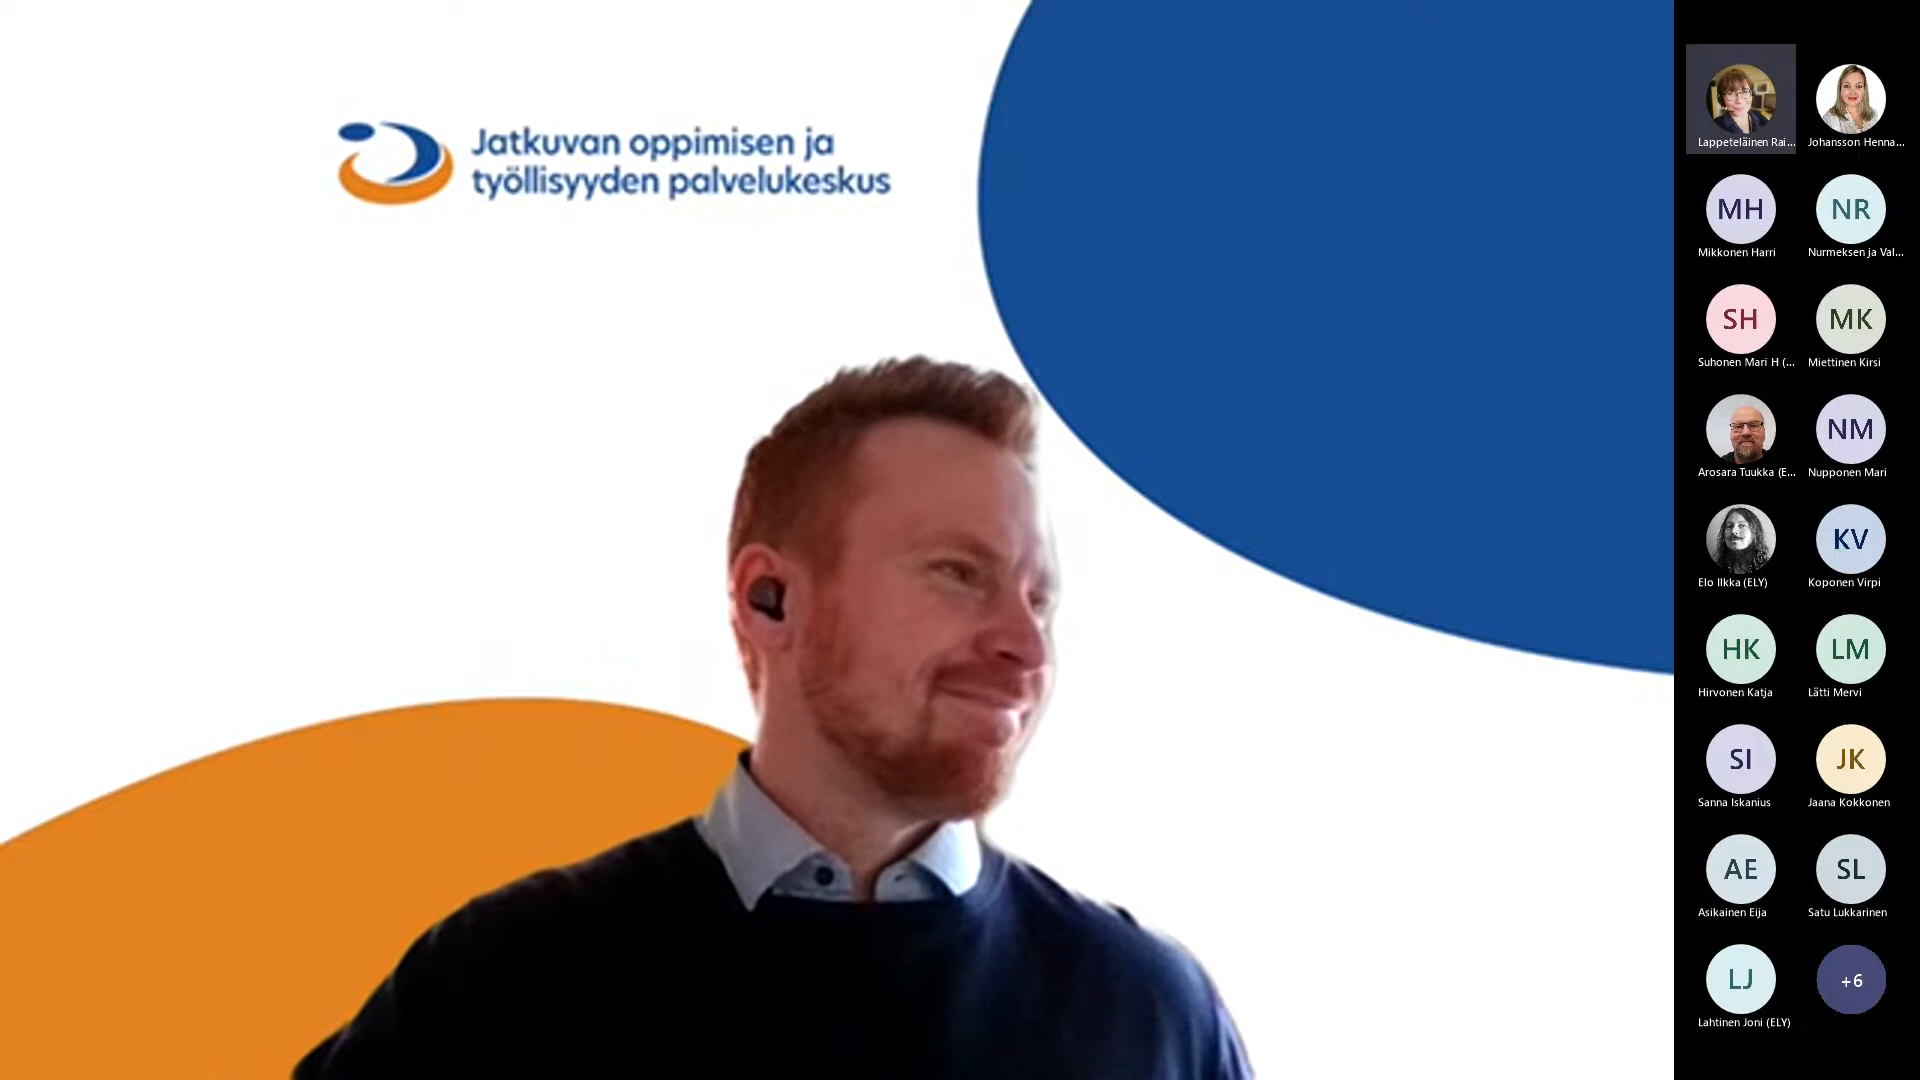 Jatkuvan oppimisen ja
työllisyyden palvelukeskus
Lappeteläinen Rai...
Johansson Henna...
MH
NR
Mikkonen Harri
Nurmeksen ja Val...
SH
MK
Suhonen Mari H (...
Miettinen Kirsi
NM
Arosara Tuukka (E...
Nupponen Mari
KV
Elo Ilkka (ELY)
Koponen Virpi
HK
LM
Hirvonen Katja
Lätti Mervi
SI
JK
Sanna Iskanius
Jaana Kokkonen
AE
SL
Asikainen Eija
Satu Lukkarinen
LJ
+6
Lahtinen Joni (ELY)